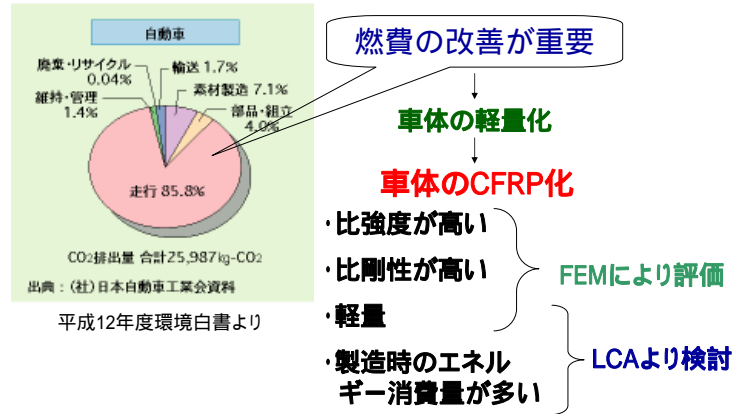 自動車
廃棄・リサイクル
0.04%
輸送 1.7%
維持・管理
1.4%
素材製造 7.1%
部品・組立
4.0%
走行 85.8%
CO2排出量 合計25,987kg-CO2
出典：(社)日本自動車工業会資料
平成12年度環境白書より
燃費の改善が重要
車体の軽量化
車体のCFRP化
・比強度が高い
・比剛性が高い
・軽量
・製造時のエネル
ギー消費量が多い
FEMにより評価
LCAより検討